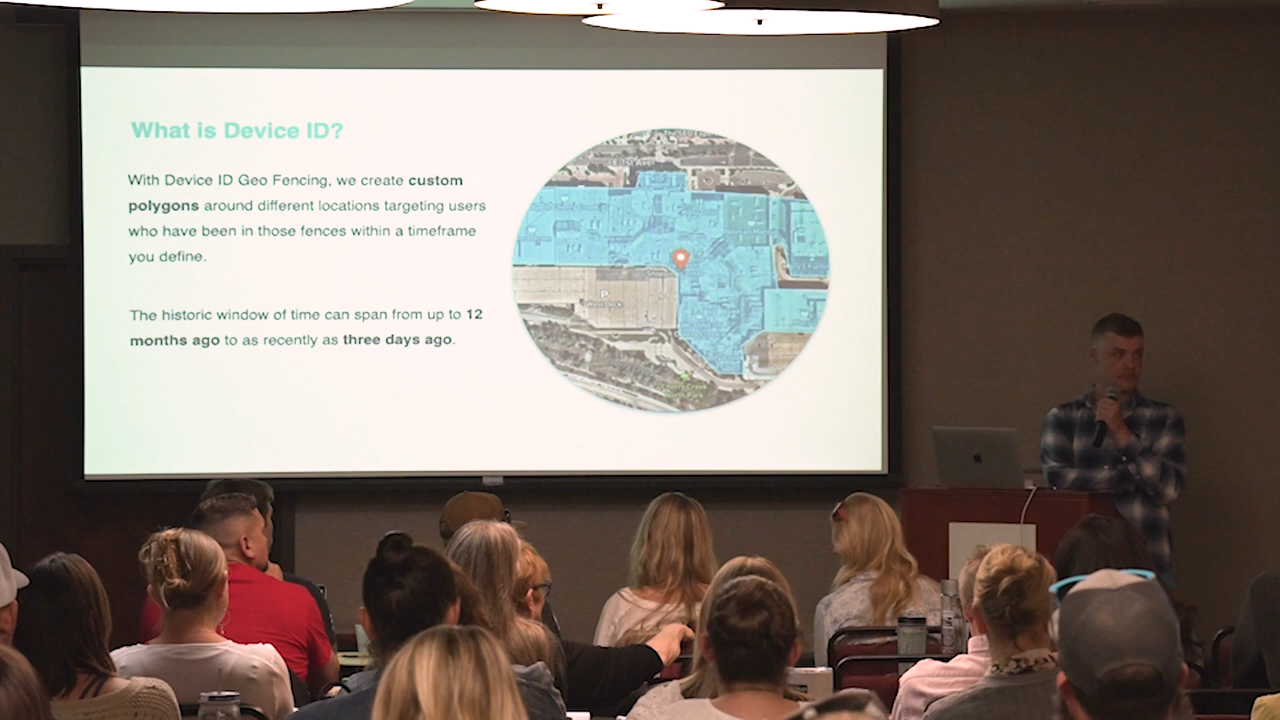 What is Device ID?
With Device ID Geo Fencing, we create custom
polygons around different locations targeting users
who have been in those fences within a timeframe
you define.
The historic window of time can span from up to 12
months ago to as recently as three days ago.
P